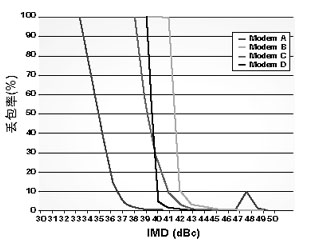 丢包率(%)
100
90
80
70
60
50
40
30
20
10
0
Modem A
Modem B
Modem C
Modem D
30 31 32 33 34 35 36 37 38 39 40 41 42 43 44 45 46 47 48 49 50
IMD (dBc)